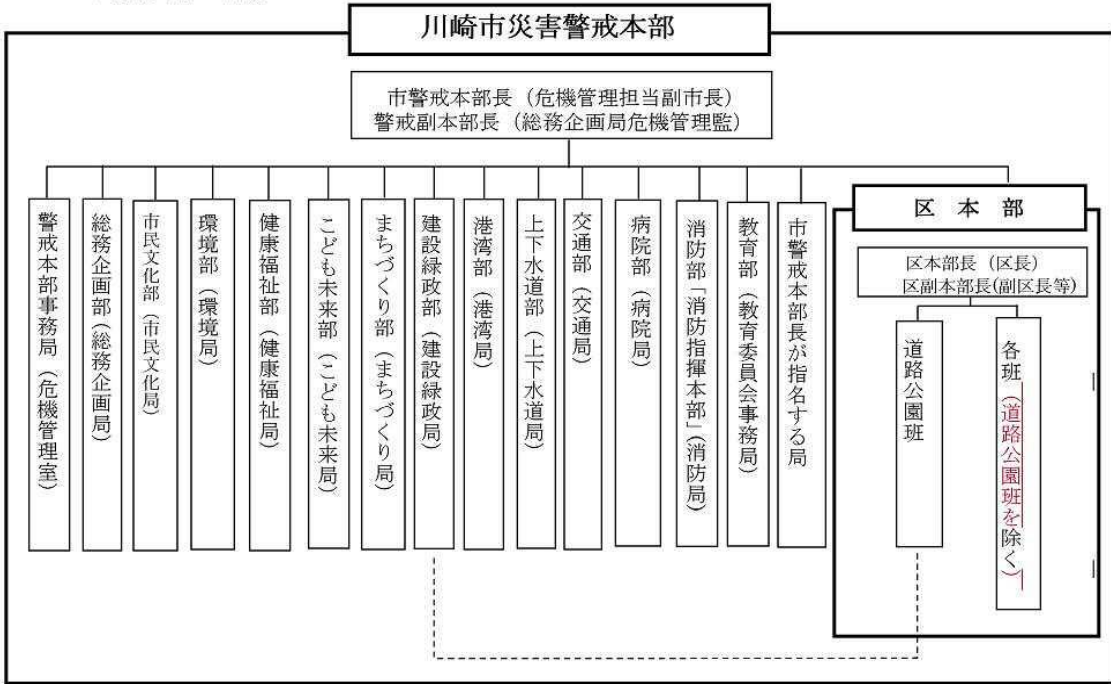 川崎市災害警戒本部
市警戒本部長（危機管理担当副市長）
警戒副本部長（総務企画局危機管理監）
警戒本部事務局（危機管理室）
総務企画部（総務企画局）
市民文化部（市民文化局）
環境部（環境局）
健康福祉部（健康福祉局）
こども未来部（こども未来局）
まちづくり部（まちづくり局）
建設緑政部（建設緑政局）
港湾部（港湾局）
上下水道部（上下水道局）
交通部（交通局）
病院部（病院局）
消防部「消防指揮本部」（消防局）
教育部（教育委員会事務局）
市警戒本部長が指名する局
区本部
区本部長（区長）
区副本部長(副区長等)
道路公園班
各班（道路公園班を除く）